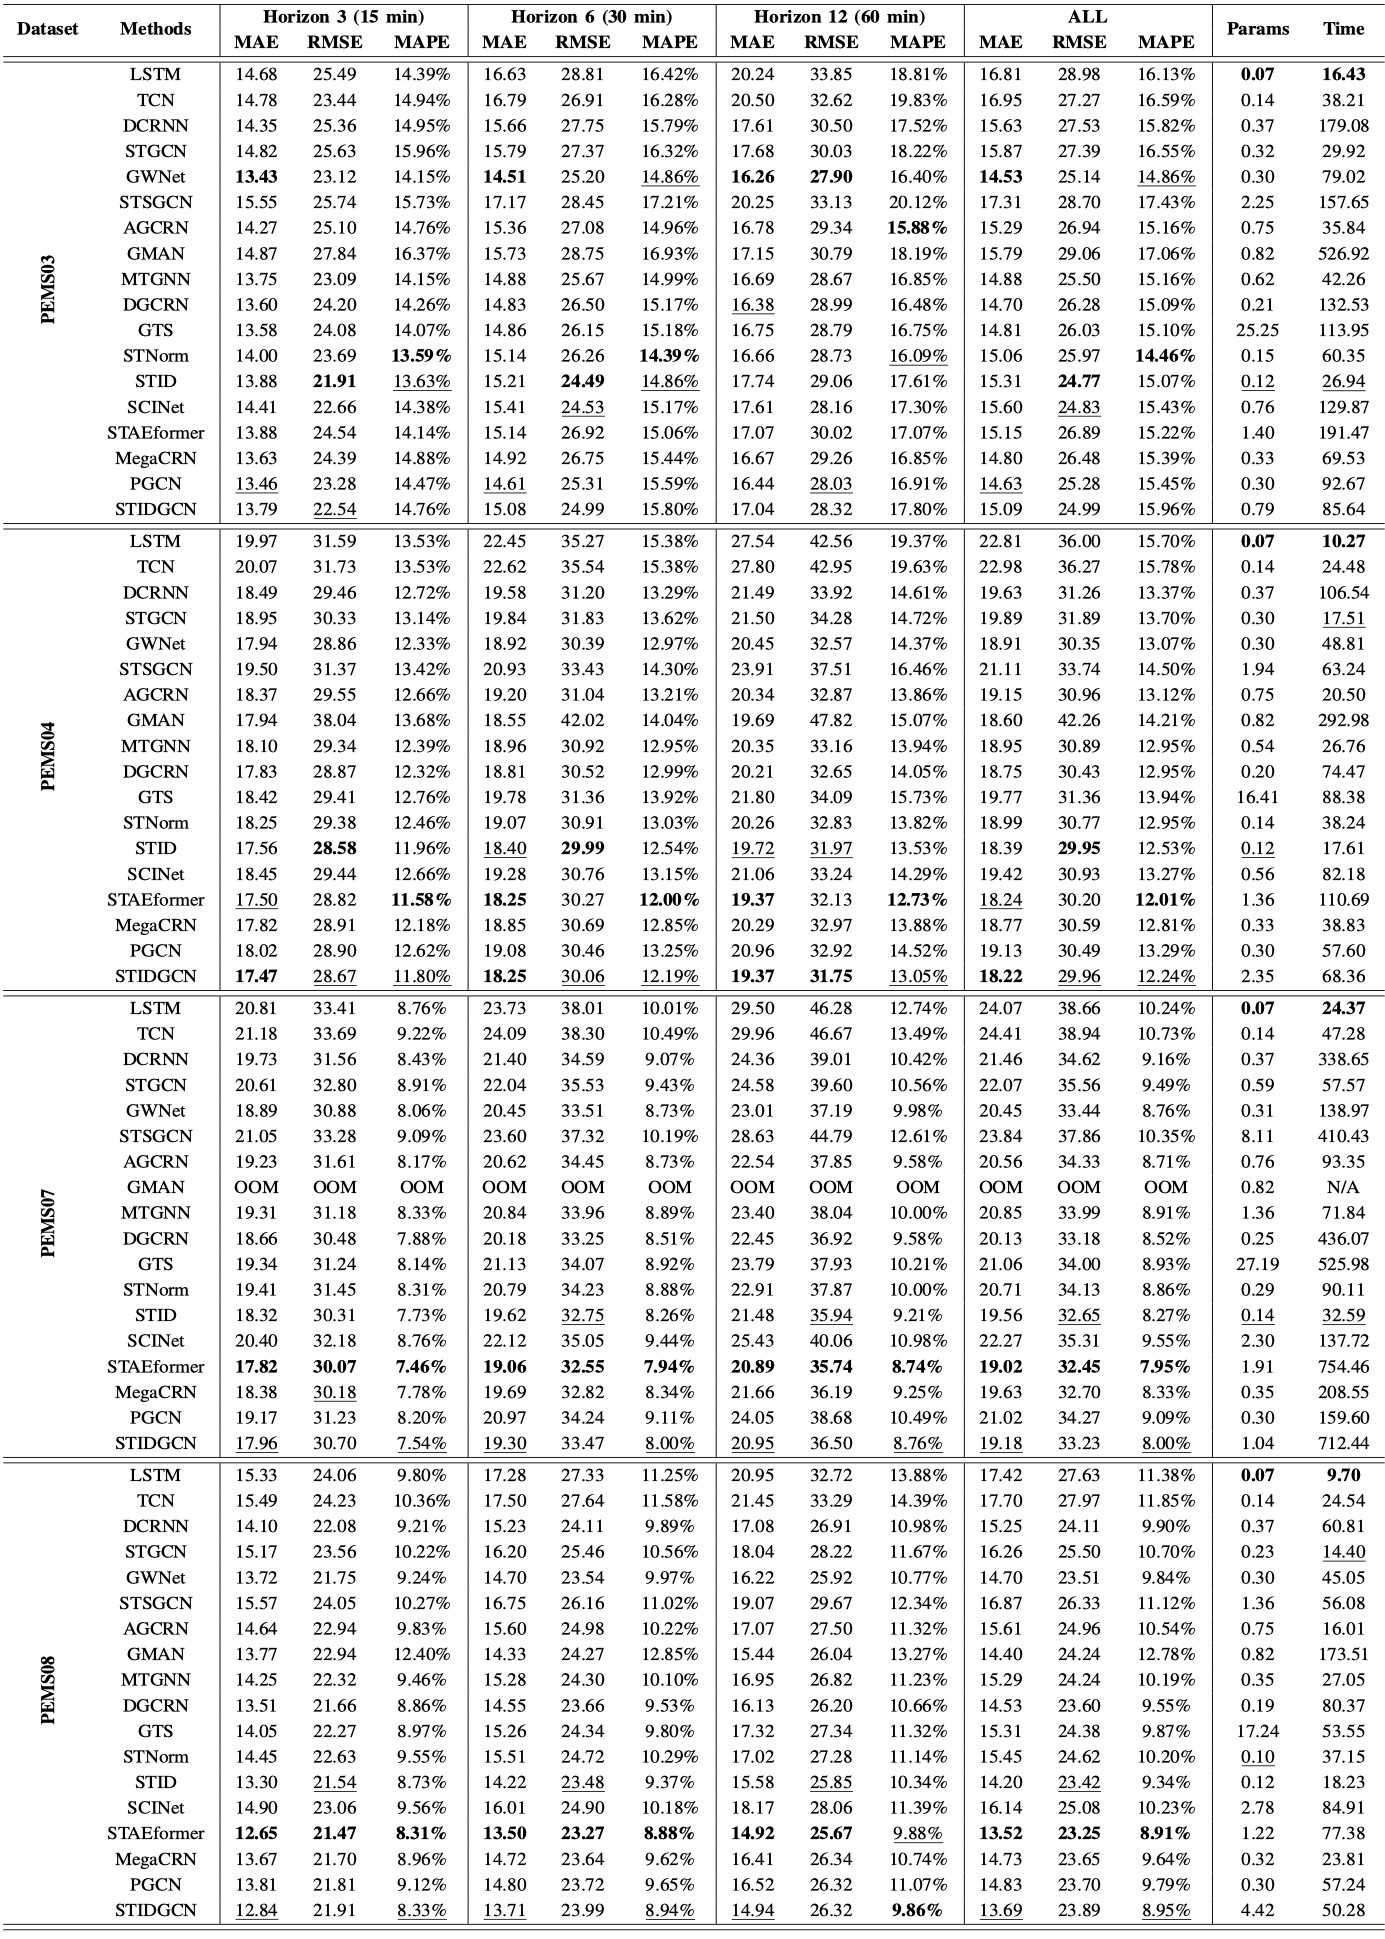 Dataset Methods Horizon 3 (15 min) Horizon 6 (30 min) Horizon 12 (60 min) ALL Params Time
MAE RMSE MAPE MAE RMSE MAPE MAE RMSE MAPE MAE RMSE MAPE
PEMS03
LSTM 14.68 25.49 14.39% 16.63 28.81 16.42% 20.24 33.85 18.81% 16.81 28.98 16.13% 0.07 16.43
TCN 14.78 23.44 14.94% 16.79 26.91 16.28% 20.50 32.62 19.83% 16.95 27.27 16.59% 0.14 38.21
DCRNN 14.35 25.36 14.95% 15.66 27.75 15.79% 17.61 30.50 17.52% 15.63 27.53 15.82% 0.37 179.08
STGCN 14.82 25.63 15.96% 15.79 27.37 16.32% 17.68 30.03 18.22% 15.87 27.39 16.55% 0.32 29.92
GWNet 13.43 23.12 14.15% 14.51 25.20 14.86% 16.26 27.90 16.40% 14.53 25.14 14.86% 0.30 79.02
STSGCN 15.55 25.74 15.73% 17.17 28.45 17.21% 20.25 33.13 20.12% 17.31 28.70 17.43% 2.25 157.65
AGCRN 14.27 25.10 14.76% 15.36 27.08 14.96% 16.78 29.34 15.88% 15.29 26.94 15.16% 0.75 35.84
GMAN 14.87 27.84 16.37% 15.73 28.75 16.93% 17.15 30.79 18.19% 15.79 29.06 17.06% 0.82 526.92
MTGNN 13.75 23.09 14.15% 14.88 25.67 14.99% 16.69 28.67 16.85% 14.88 25.50 15.16% 0.62 42.26
DGCRN 13.60 24.20 14.26% 14.83 26.50 15.17% 16.38 28.99 16.48% 14.70 26.28 15.09% 0.21 132.53
GTS 13.58 24.08 14.07% 14.86 26.15 15.18% 16.75 28.79 16.75% 14.81 26.03 15.10% 25.25 113.95
STNorm 14.00 23.69 13.59% 15.14 26.26 14.39% 16.66 28.73 16.09% 15.06 25.97 14.46% 0.15 60.35
STID 13.88 21.91 13.63% 15.21 24.49 14.86% 17.74 29.06 17.61% 15.31 24.77 15.07% 0.12 26.94
SCINet 14.41 22.66 14.38% 15.41 24.53 15.17% 17.61 28.16 17.30% 15.60 24.83 15.43% 0.76 129.87
STAEformer 13.88 24.54 14.14% 15.14 26.92 15.06% 17.07 30.02 17.07% 15.15 26.89 15.22% 1.40 191.47
MegaCRN 13.63 24.39 14.88% 14.92 26.75 15.44% 16.67 29.26 16.85% 14.80 26.48 15.39% 0.33 69.53
PGCN 13.46 23.28 14.47% 14.61 25.31 15.59% 16.44 28.03 16.91% 14.63 25.28 15.45% 0.30 92.67
STIDGCN 13.79 22.54 14.76% 15.08 24.99 15.80% 17.04 28.32 17.80% 15.09 24.99 15.96% 0.79 85.64
PEMS04
LSTM 19.97 31.59 13.53% 22.45 35.27 15.38% 27.54 42.56 19.37% 22.81 36.00 15.70% 0.07 10.27
TCN 20.07 31.73 13.53% 22.62 35.54 15.38% 27.80 42.95 19.63% 22.98 36.27 15.78% 0.14 24.48
DCRNN 18.49 29.46 12.72% 19.58 31.20 13.29% 21.49 33.92 14.61% 19.63 31.26 13.37% 0.37 106.54
STGCN 18.95 30.33 13.14% 19.84 31.83 13.62% 21.50 34.28 14.72% 19.89 31.89 13.70% 0.30 17.51
GWNet 17.94 28.86 12.33% 18.92 30.39 12.97% 20.45 32.57 14.37% 18.91 30.35 13.07% 0.30 48.81
STSGCN 19.50 31.37 13.42% 20.93 33.43 14.30% 23.91 37.51 16.46% 21.11 33.74 14.50% 1.94 63.24
AGCRN 18.37 29.55 12.66% 19.20 31.04 13.21% 20.34 32.87 13.86% 19.15 30.96 13.12% 0.75 20.50
GMAN 17.94 38.04 13.68% 18.55 42.02 14.04% 19.69 47.82 15.07% 18.60 42.26 14.21% 0.82 292.98
MTGNN 18.10 29.34 12.39% 18.96 30.92 12.95% 20.35 33.16 13.94% 18.95 30.89 12.95% 0.54 26.76
DGCRN 17.83 28.87 12.32% 18.81 30.52 12.99% 20.21 32.65 14.05% 18.75 30.43 12.95% 0.20 74.47
GTS 18.42 29.41 12.76% 19.78 31.36 13.92% 21.80 34.09 15.73% 19.77 31.36 13.94% 16.41 88.38
STNorm 18.25 29.38 12.46% 19.07 30.91 13.03% 20.26 32.83 13.82% 18.99 30.77 12.95% 0.14 38.24
STID 17.56 28.58 11.96% 18.40 29.99 12.54% 19.72 31.97 13.53% 18.39 29.95 12.53% 0.12 17.61
SCINet 18.45 29.44 12.66% 19.28 30.76 13.15% 21.06 33.24 14.29% 19.42 30.93 13.27% 0.56 82.18
STAEformer 17.50 28.82 11.58% 18.25 30.27 12.00% 19.37 32.13 12.73% 18.24 30.20 12.01% 1.36 110.69
MegaCRN 17.82 28.91 12.18% 18.85 30.69 12.85% 20.29 32.97 13.88% 18.77 30.59 12.81% 0.33 38.83
PGCN 18.02 28.90 12.62% 19.08 30.46 13.25% 20.96 32.92 14.52% 19.13 30.49 13.29% 0.30 57.60
STIDGCN 17.47 28.67 11.80% 18.25 30.06 12.19% 19.37 31.75 13.05% 18.22 29.96 12.24% 2.35 68.36
PEMS07
LSTM 20.81 33.41 8.76% 23.73 38.01 10.01% 29.50 46.28 12.74% 24.07 38.66 10.24% 0.07 24.37
TCN 21.18 33.69 9.22% 24.09 38.30 10.49% 29.96 46.67 13.49% 24.41 38.94 10.73% 0.14 47.28
DCRNN 19.73 31.56 8.43% 21.40 34.59 9.07% 24.36 39.01 10.42% 21.46 34.62 9.16% 0.37 338.65
STGCN 20.61 32.80 8.91% 22.04 35.53 9.43% 24.58 39.60 10.56% 22.07 35.56 9.49% 0.59 57.57
GWNet 18.89 30.88 8.06% 20.45 33.51 8.73% 23.01 37.19 9.98% 20.45 33.44 8.76% 0.31 138.97
STSGCN 21.05 33.28 9.09% 23.60 37.32 10.19% 28.63 44.79 12.61% 23.84 37.86 10.35% 8.11 410.43
AGCRN 19.23 31.61 8.17% 20.62 34.45 8.73% 22.54 37.85 9.58% 20.56 34.33 8.71% 0.76 93.35
GMAN OOM OOM OOM OOM OOM OOM OOM OOM OOM OOM OOM OOM 0.82 N/A
MTGNN 19.31 31.18 8.33% 20.84 33.96 8.89% 23.40 38.04 10.00% 20.85 33.99 8.91% 1.36 71.84
DGCRN 18.66 30.48 7.88% 20.18 33.25 8.51% 22.45 36.92 9.58% 20.13 33.18 8.52% 0.25 436.07
GTS 19.34 31.24 8.14% 21.13 34.07 8.92% 23.79 37.93 10.21% 21.06 34.00 8.93% 27.19 525.98
STNorm 19.41 31.45 8.31% 20.79 34.23 8.88% 22.91 37.87 10.00% 20.71 34.13 8.86% 0.29 90.11
STID 18.32 30.31 7.73% 19.62 32.75 8.26% 21.48 35.94 9.21% 19.56 32.65 8.27% 0.14 32.59
SCINet 20.40 32.18 8.76% 22.12 35.05 9.44% 25.43 40.06 10.98% 22.27 35.31 9.55% 2.30 137.72
STAEformer 17.82 30.07 7.46% 19.06 32.55 7.94% 20.89 35.74 8.74% 19.02 32.45 7.95% 1.91 754.46
MegaCRN 18.38 30.18 7.78% 19.69 32.82 8.34% 21.66 36.19 9.25% 19.63 32.70 8.33% 0.35 208.55
PGCN 19.17 31.23 8.20% 20.97 34.24 9.11% 24.05 38.68 10.49% 21.02 34.27 9.09% 0.30 159.60
STIDGCN 17.96 30.70 7.54% 19.30 33.47 8.00% 20.95 36.50 8.76% 19.18 33.23 8.00% 1.04 712.44
PEMS08
LSTM 15.33 24.06 9.80% 17.28 27.33 11.25% 20.95 32.72 13.88% 17.42 27.63 11.38% 0.07 9.70
TCN 15.49 24.23 10.36% 17.50 27.64 11.58% 21.45 33.29 14.39% 17.70 27.97 11.85% 0.14 24.54
DCRNN 14.10 22.08 9.21% 15.23 24.11 9.89% 17.08 26.91 10.98% 15.25 24.11 9.90% 0.37 60.81
STGCN 15.17 23.56 10.22% 16.20 25.46 10.56% 18.04 28.22 11.67% 16.26 25.50 10.70% 0.23 14.40
GWNet 13.72 21.75 9.24% 14.70 23.54 9.97% 16.22 25.92 10.77% 14.70 23.51 9.84% 0.30 45.05
STSGCN 15.57 24.05 10.27% 16.75 26.16 11.02% 19.07 29.67 12.34% 16.87 26.33 11.12% 1.36 56.08
AGCRN 14.64 22.94 9.83% 15.60 24.98 10.22% 17.07 27.50 11.32% 15.61 24.96 10.54% 0.75 16.01
GMAN 13.77 22.94 12.40% 14.33 24.27 12.85% 15.44 26.04 13.27% 14.40 24.24 12.78% 0.82 173.51
MTGNN 14.25 22.32 9.46% 15.28 24.30 10.10% 16.95 26.82 11.23% 15.29 24.24 10.19% 0.35 27.05
DGCRN 13.51 21.66 8.86% 14.55 23.66 9.53% 16.13 26.20 10.66% 14.53 23.60 9.55% 0.19 80.37
GTS 14.05 22.27 8.97% 15.26 24.34 9.80% 17.32 27.34 11.32% 15.31 24.38 9.87% 17.24 53.55
STNorm 14.45 22.63 9.55% 15.51 24.72 10.29% 17.02 27.28 11.14% 15.45 24.62 10.20% 0.10 37.15
STID 13.30 21.54 8.73% 14.22 23.48 9.37% 15.58 25.85 10.34% 14.20 23.42 9.34% 0.12 18.23
SCINet 14.90 23.06 9.56% 16.01 24.90 10.18% 18.17 28.06 11.39% 16.14 25.08 10.23% 2.78 84.91
STAEformer 12.65 21.47 8.31% 13.50 23.27 8.88% 14.92 25.67 9.88% 13.52 23.25 8.91% 1.22 77.38
MegaCRN 13.67 21.70 8.96% 14.72 23.64 9.62% 16.41 26.34 10.74% 14.73 23.65 9.64% 0.32 23.81
PGCN 13.81 21.81 9.12% 14.80 23.72 9.65% 16.52 26.32 11.07% 14.83 23.70 9.79% 0.30 57.24
STIDGCN 12.84 21.91 8.33% 13.71 23.99 8.94% 14.94 26.32 9.86% 13.69 23.89 8.95% 4.42 50.28